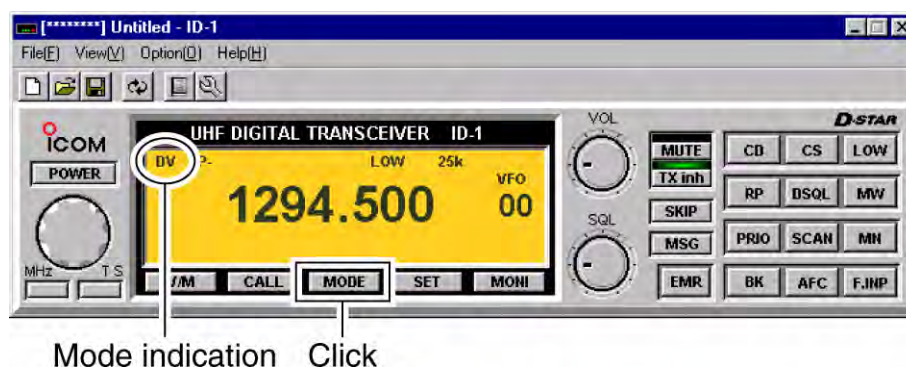 [********] Untitled - ID-1
File(F) View(V) Option(O) Help(H)
ICOM
POWER
MHz TS
UHF DIGITAL TRANSCEIVER ID-1
DV P- LOW 25k
1294.500
VFO
00
/M CALL MODE SET MONI
VOL
SQL
D-STAR
MUTE
TX inh
SKIP
MSG
EMR
CD CS LOW
RP DSQL MW
PRIO SCAN MN
BK AFC F.INP
Mode indication Click